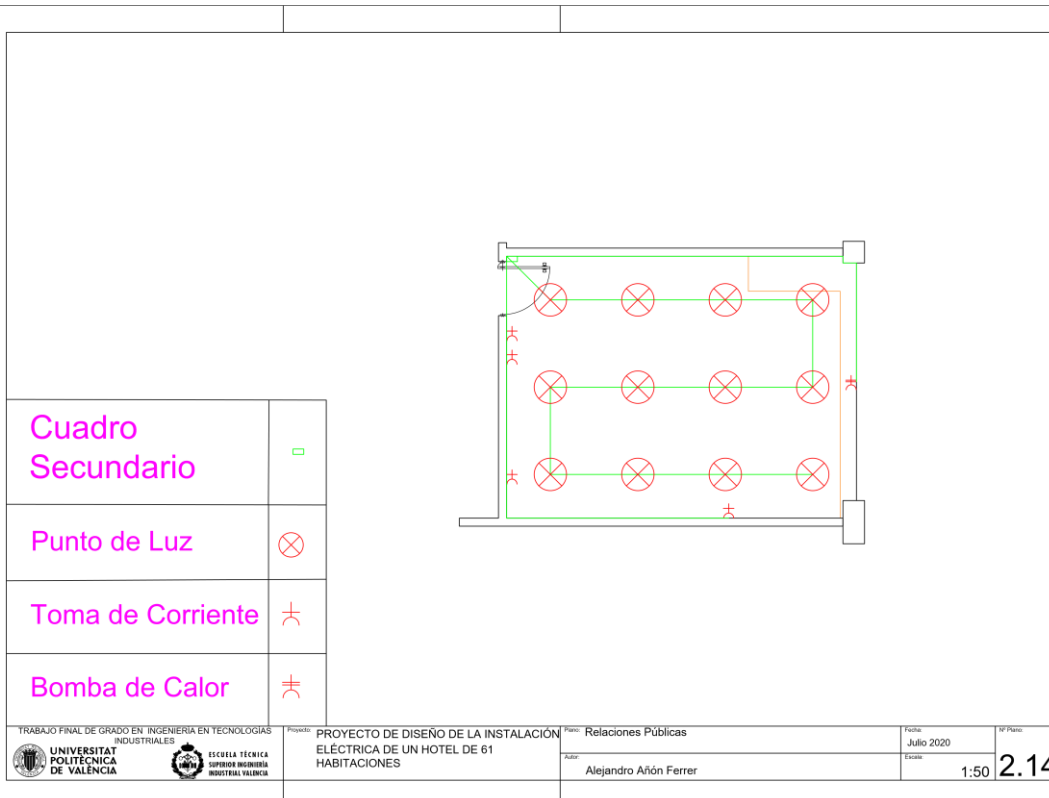 Cuadro
Secundario
Punto de Luz
Toma de Corriente
Bomba de Calor
TRABAJO FINAL DE GRADO EN INGENIERÍA EN TECNOLOGÍAS
INDUSTRIALES
UNIVERSITAT
POLITÈCNICA
DE VALÈNCIA
ESCUELA TÉCNICA
SUPERIOR INGENIERÍA
INDUSTRIAL VALENCIA
Proyecto:
PROYECTO DE DISEÑO DE LA INSTALACIÓN
ELÉCTRICA DE UN HOTEL DE 61
HABITACIONES
Plano: Relaciones Públicas
Autor:
Alejandro Añón Ferrer
Fecha:
Julio 2020
Escala:
1:50
Nº Plano:
2.14